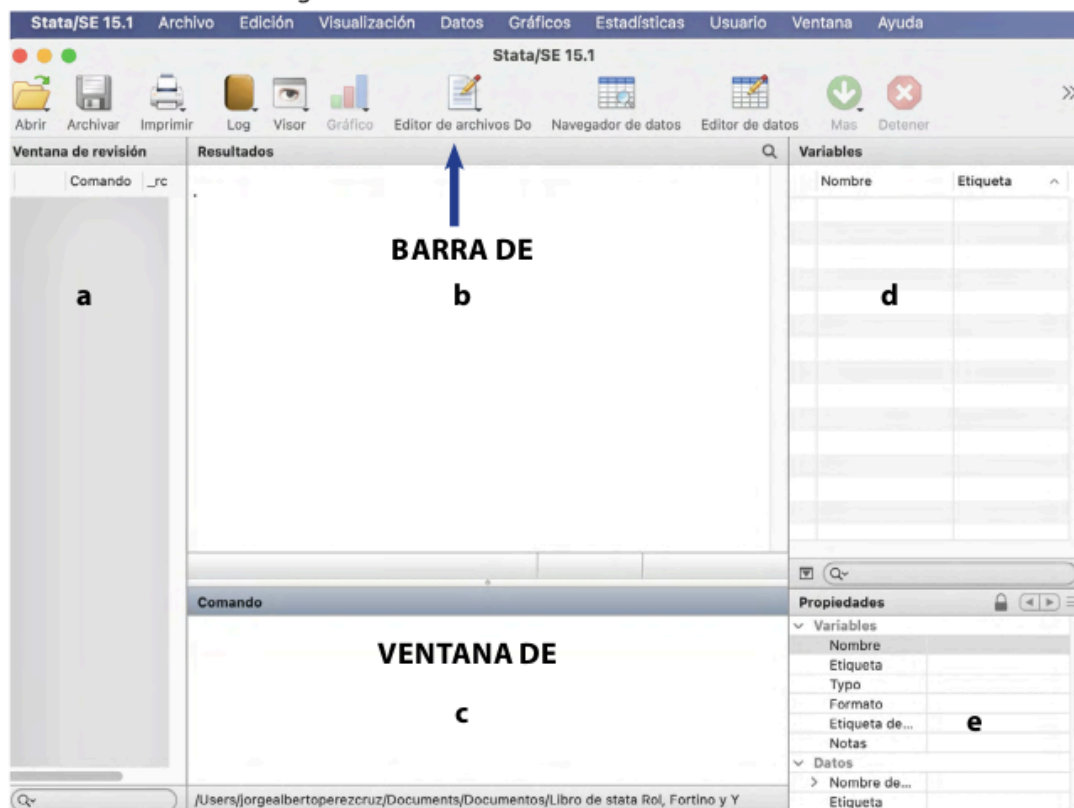 Stata/SE 15.1 Archivo Edición Visualización Datos Gráficos Estadísticas Usuario Ventana Ayuda
Stata/SE 15.1
Abrir Archivar Imprimir Log Visor Gráfico Editor de archivos Do Navegador de datos Editor de datos Mas Detener
Ventana de revisión Resultados Variables
Comando _rc Nombre Etiqueta
.
BARRA DE
a b d
Comando Propiedades
Variables
Nombre
VENTANA DE
Etiqueta
Typo
Formato
c
Etiqueta de... e
Notas
Datos
Nombre de...
/Users/jorgealbertoperezcruz/Documents/Documentos/Libro de stata Rol, Fortino y Y Etiqueta